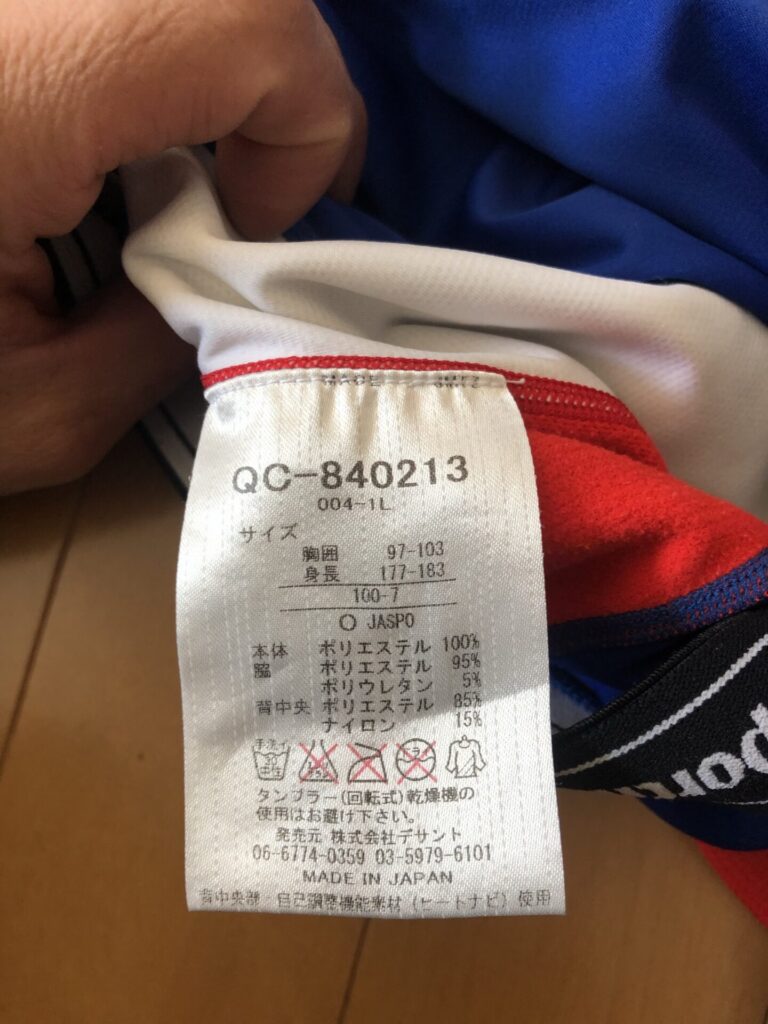 QC-840213
004-1L
サイズ
胸囲 97-103
身長 177-183
100-7
○ JASPO
本体 ポリエステル 100%
脇 ポリエステル 95%
ポリウレタン 5%
背中央 ポリエステル 85%
ナイロン 15%
手洗イ
30
中性
タンブラー(回転式)乾燥機の
使用はお避け下さい。
発売元 株式会社デサント
06-6774-0359 03-5979-6101
MADE IN JAPAN
背中央部:自己調整機能素材(ヒートナビ)使用